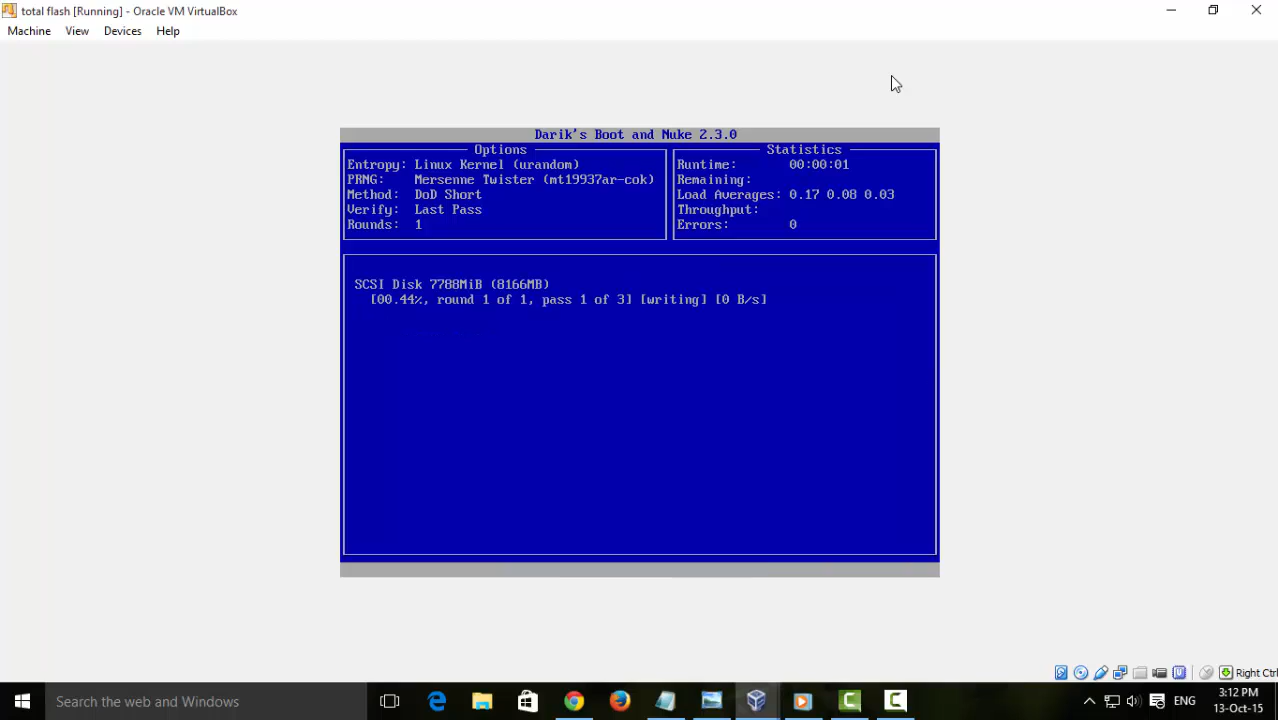 total flash [Running] - Oracle VM VirtualBox
Machine View Devices Help
Darik's Boot and Nuke 2.3.0
Options
Entropy: Linux Kernel (urandom)
PRNG: Mersenne Twister (mt19937ar-cok)
Method: DoD Short
Verify: Last Pass
Rounds: 1
Statistics
Runtime: 00:00:01
Remaining:
Load Averages: 0.17 0.08 0.03
Throughput:
Errors: 0
SCSI Disk 7788MiB (8166MB)
[00.44%, round 1 of 1, pass 1 of 3] [writing] [0 B/s]
Right Ctrl
Search the web and Windows
ENG
3:12 PM
13-Oct-15